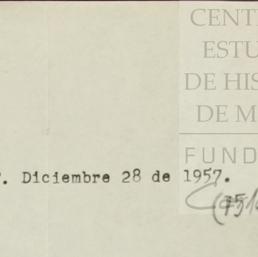 CENT
ESTU
DE HIS
DE M
FUND
. Diciembre 28 de 1957.